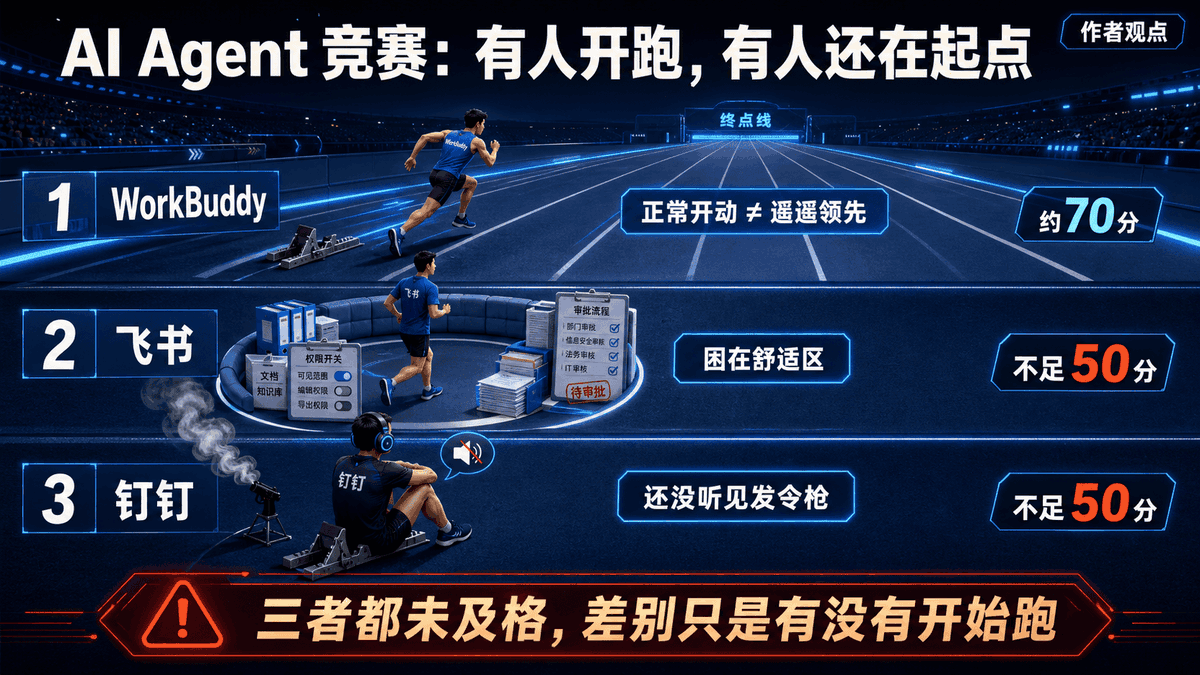 AI Agent 竞赛：有人开跑，有人还在起点
作者观点
终点线
WorkBuddy
1
WorkBuddy
正常开动 ≠ 遥遥领先
约70分
2
飞书
飞书
文档
知识库
权限开关
可见范围
编辑权限
导出权限
审批流程
部门审核
信息安全审核
法务审核
IT审核
待审批
困在舒适区
不足50分
3
钉钉
钉钉
还没听见发令枪
不足50分
三者都未及格，差别只是有没有开始跑